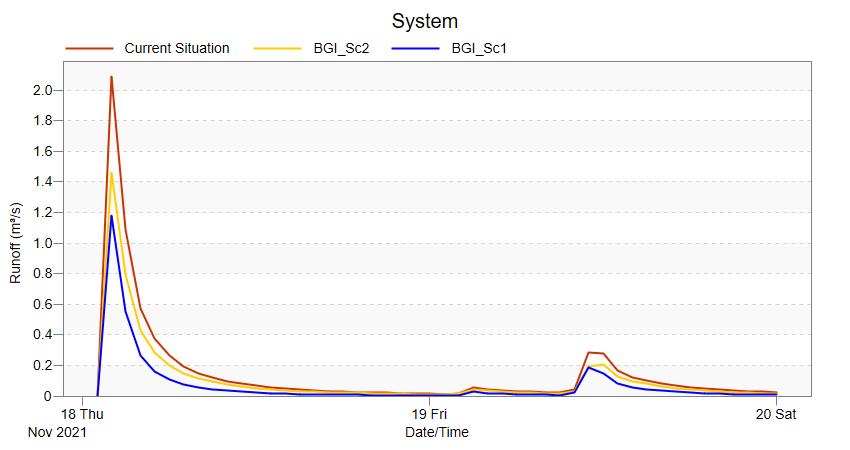 System
Current Situation BGI_Sc2 BGI_Sc1
Runoff (m³/s)
2.0
1.8
1.6
1.4
1.2
1.0
0.8
0.6
0.4
0.2
0
18 Thu 19 Fri 20 Sat
Nov 2021 Date/Time